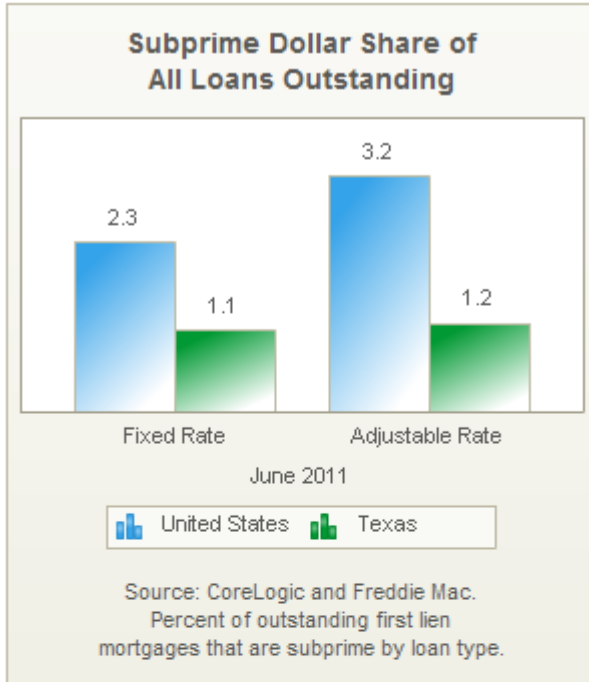 Subprime Dollar Share of
All Loans Outstanding
2.3
1.1
3.2
1.2
Fixed Rate
Adjustable Rate
June 2011
United States
Texas
Source: CoreLogic and Freddie Mac.
Percent of outstanding first lien
mortgages that are subprime by loan type.